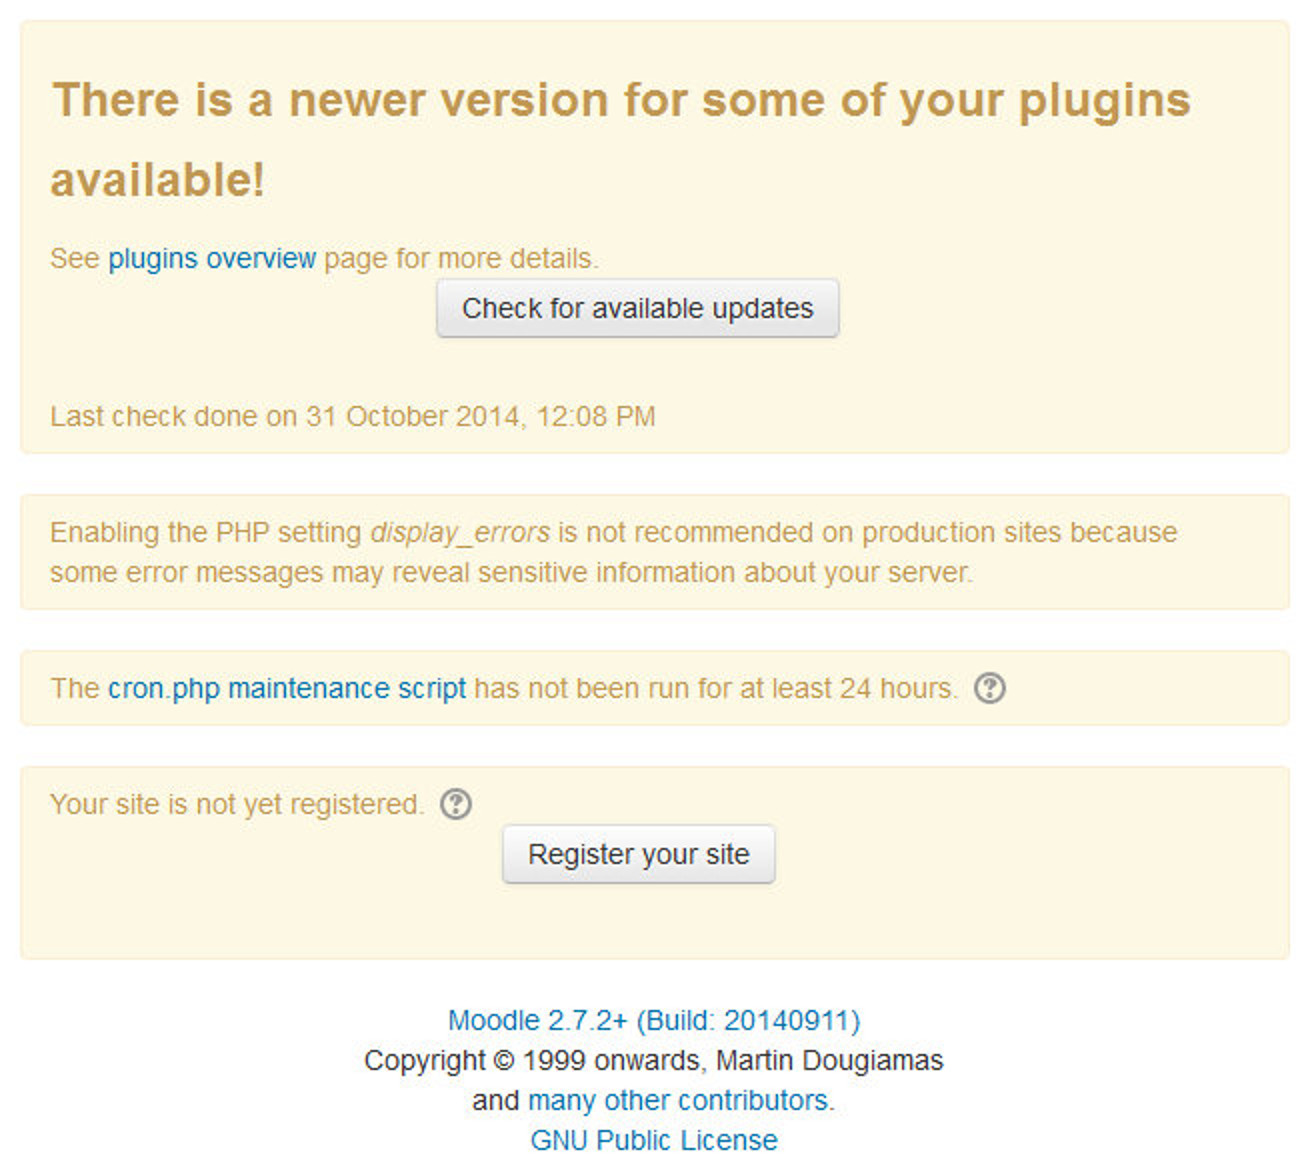 There is a newer version for some of your plugins
available!
See plugins overview page for more details.
Check for available updates
Last check done on 31 October 2014, 12:08 PM
Enabling the PHP setting display_errors is not recommended on production sites because
some error messages may reveal sensitive information about your server.
The cron.php maintenance script has not been run for at least 24 hours.
Your site is not yet registered.
Register your site
Moodle 2.7.2+ (Build: 20140911)
Copyright © 1999 onwards, Martin Dougiamas
and many other contributors.
GNU Public License